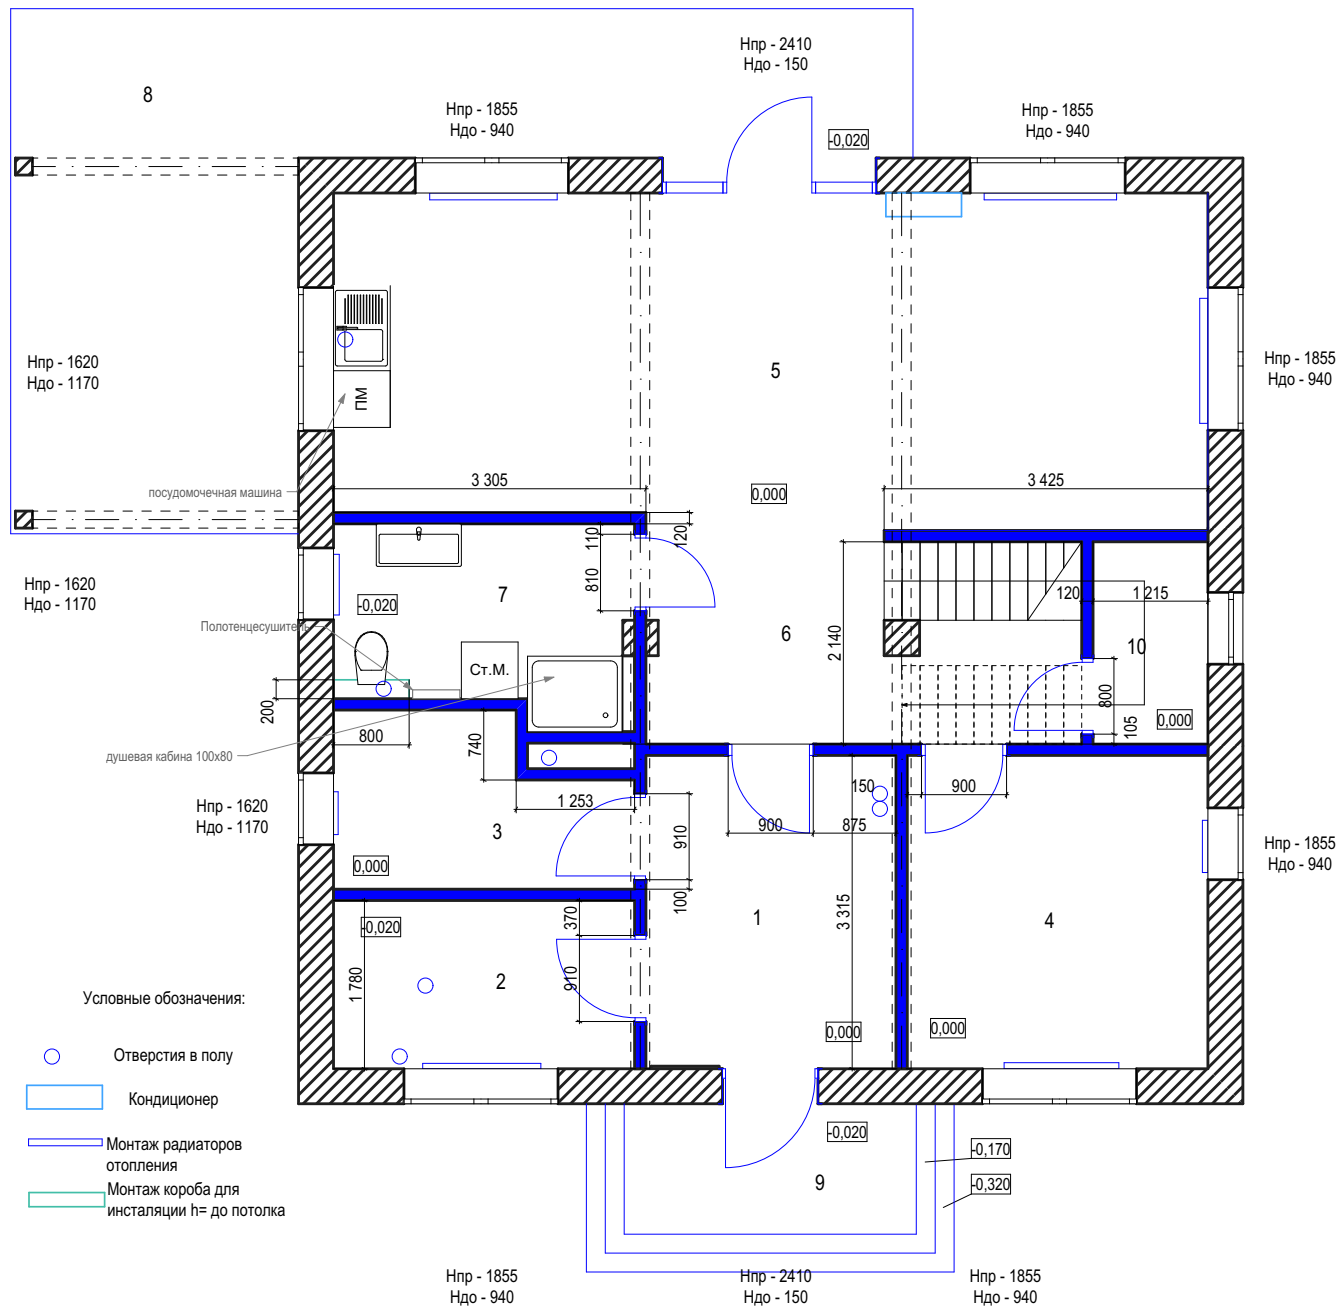 Нпр - 2410
Ндо - 150
8
Нпр - 1855
Ндо - 940
Нпр - 1855
Ндо - 940
-0,020
Нпр - 1620
Ндо - 1170
5
Нпр - 1855
Ндо - 940
ПМ
посудомочечная машина
3 305
0,000
3 425
110
120
810
Нпр - 1620
Ндо - 1170
-0,020
7
Полотенцесушитель
6
2 140
120
1 215
10
Ст.М.
200
800
душевая кабина 100x80
740
800
105
0,000
Нпр - 1620
Ндо - 1170
1 253
3
910
900
875
150
900
Нпр - 1855
Ндо - 940
0,000
100
-0,020
370
1
3 315
4
1 780
2
910
0,000
0,000
Условные обозначения:
Отверстия в полу
Кондиционер
Монтаж радиаторов
отопления
Монтаж короба для
инсталяции h= до потолка
-0,020
-0,170
9
-0,320
Нпр - 1855
Ндо - 940
Нпр - 2410
Ндо - 150
Нпр - 1855
Ндо - 940